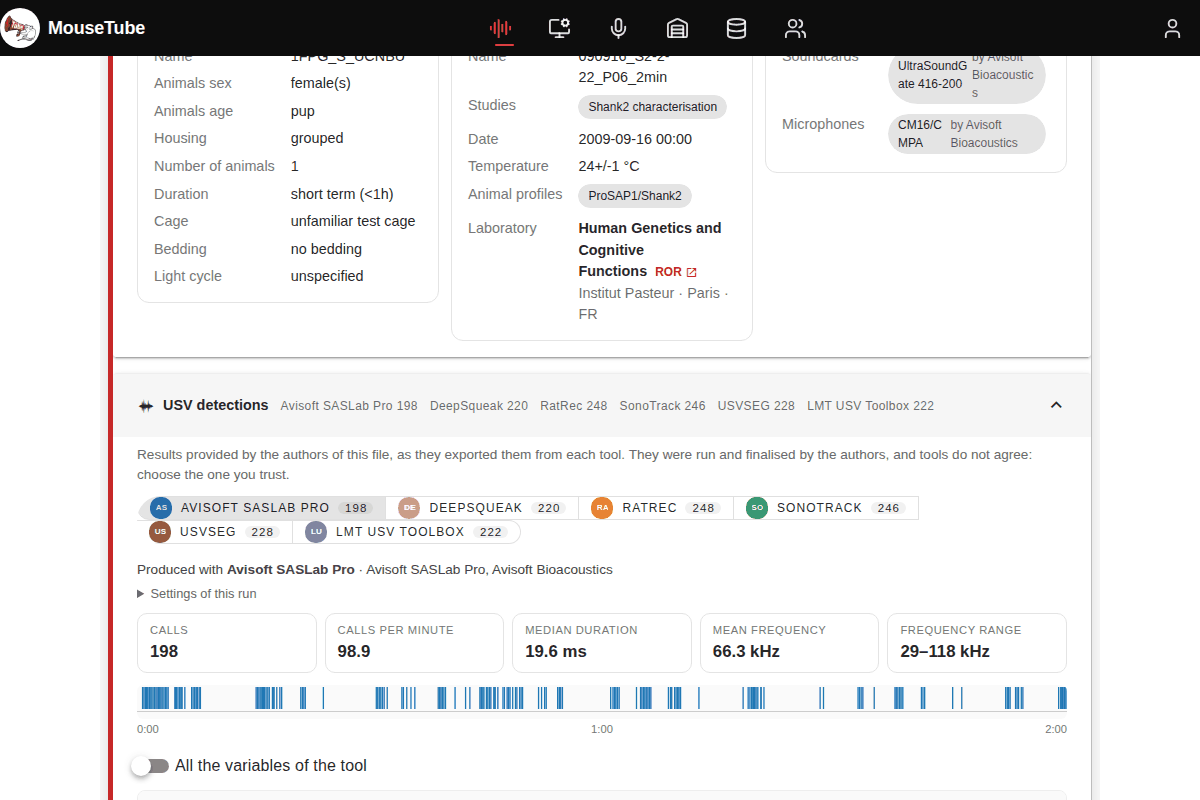 MouseTube
Name 1PPG_S_UCNBU
Animals sex female(s)
Animals age pup
Housing grouped
Number of animals 1
Duration short term (<1h)
Cage unfamiliar test cage
Bedding no bedding
Light cycle unspecified
Name 090916_S2-2-
22_P06_2min
Studies Shank2 characterisation
Date 2009-09-16 00:00
Temperature 24+/-1 °C
Animal profiles ProSAP1/Shank2
Laboratory Human Genetics and
Cognitive
Functions ROR
Institut Pasteur · Paris ·
FR
Soundcards UltraSoundG
ate 416-200
by Avisoft
Bioacoustic
s
Microphones CM16/C
MPA
by Avisoft
Bioacoustics
USV detections Avisoft SASLab Pro 198 DeepSqueak 220 RatRec 248 SonoTrack 246 USVSEG 228 LMT USV Toolbox 222
Results provided by the authors of this file, as they exported them from each tool. They were run and finalised by the authors, and tools do not agree:
choose the one you trust.
AS AVISOFT SASLAB PRO 198 DE DEEPSQUEAK 220 RA RATREC 248 SO SONOTRACK 246
US USVSEG 228 LU LMT USV TOOLBOX 222
Produced with Avisoft SASLab Pro · Avisoft SASLab Pro, Avisoft Bioacoustics
Settings of this run
CALLS
198
CALLS PER MINUTE
98.9
MEDIAN DURATION
19.6 ms
MEAN FREQUENCY
66.3 kHz
FREQUENCY RANGE
29–118 kHz
0:00 1:00 2:00
All the variables of the tool